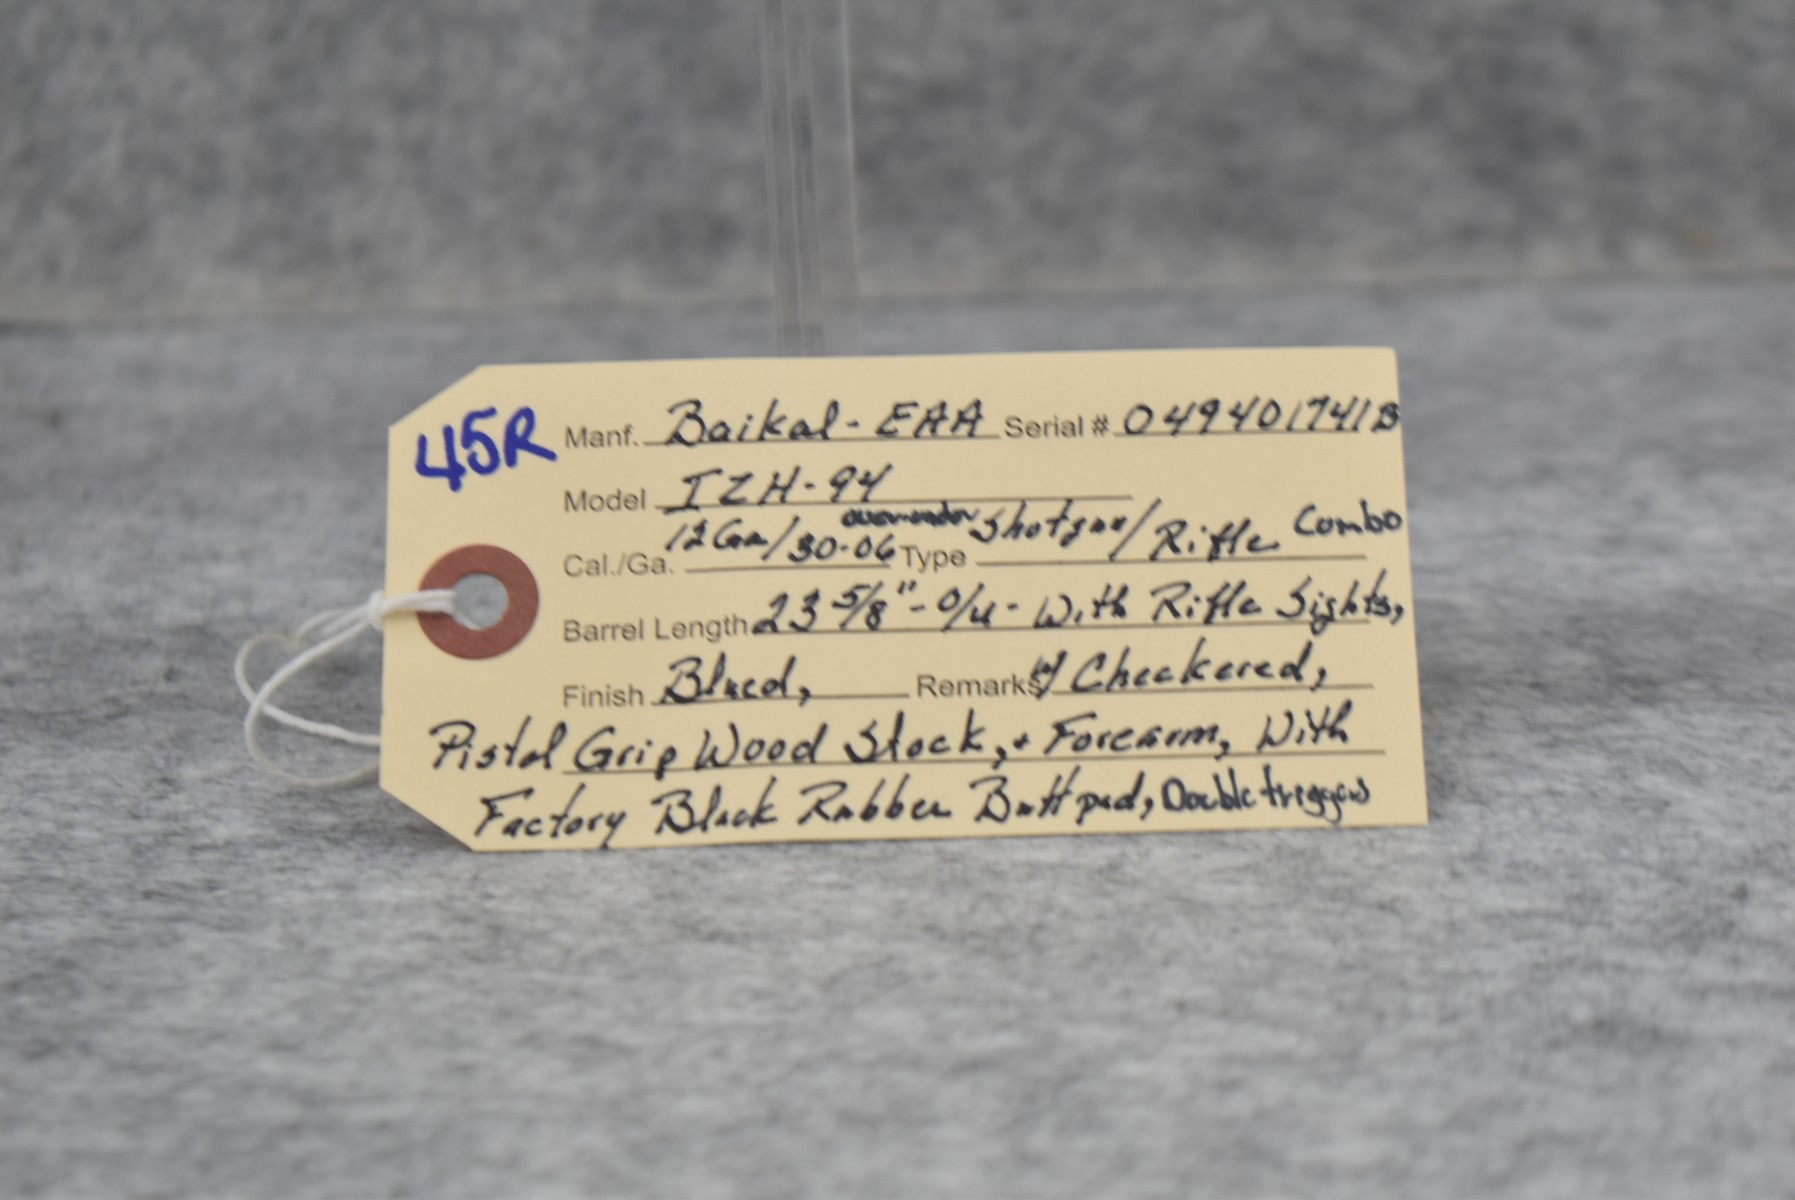 45R Manf. Baikal - EAA Serial # 049401741B
Model IZH-94
Cal./Ga. 12 Ga/30-06 Type over-under Shotgun/Rifle Combo
Barrel Length 23 5/8" - O/U - With Rifle Sights,
Finish Blued, Remarks w/ Checkered,
Pistol Grip Wood Stock, + Forearm, With
Factory Black Rubber Buttpad, Double triggers